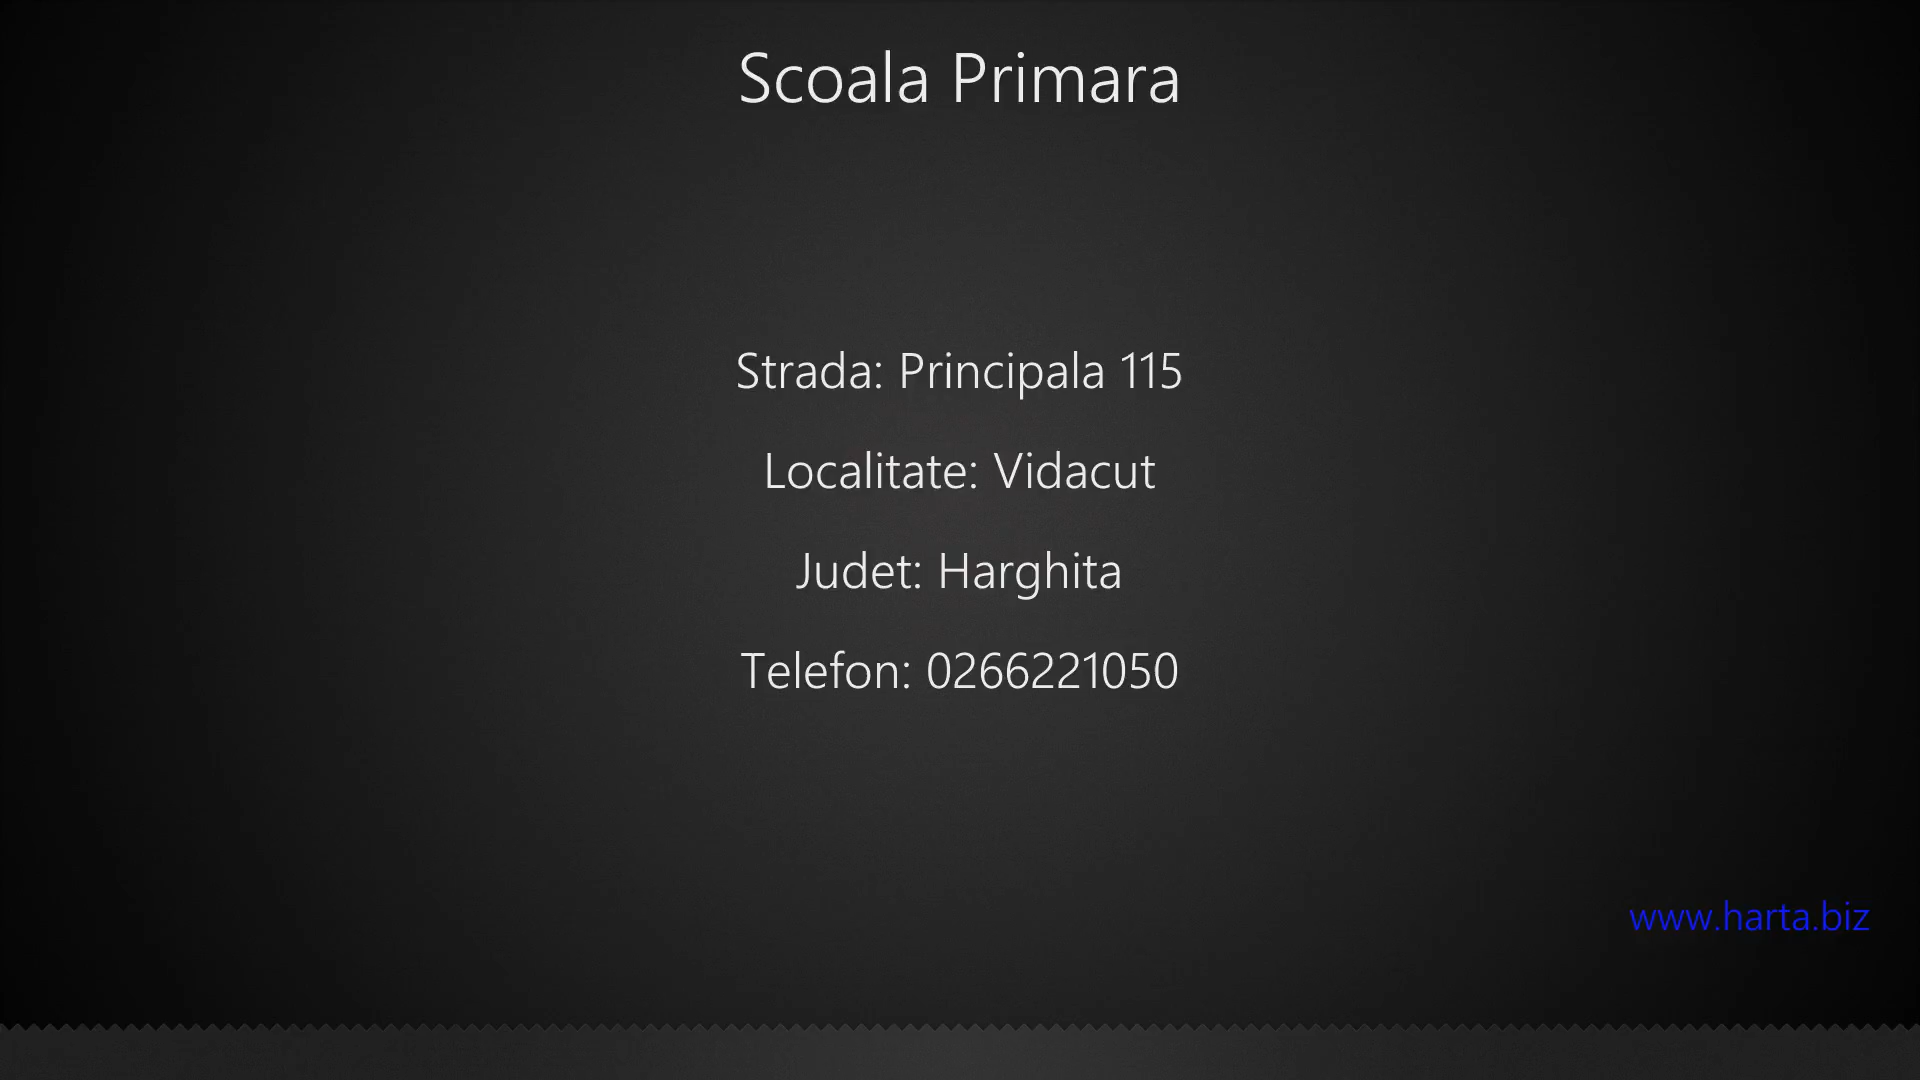 Scoala Primara
Strada: Principala 115
Localitate: Vidacut
Judet: Harghita
Telefon: 0266221050
www.harta.biz